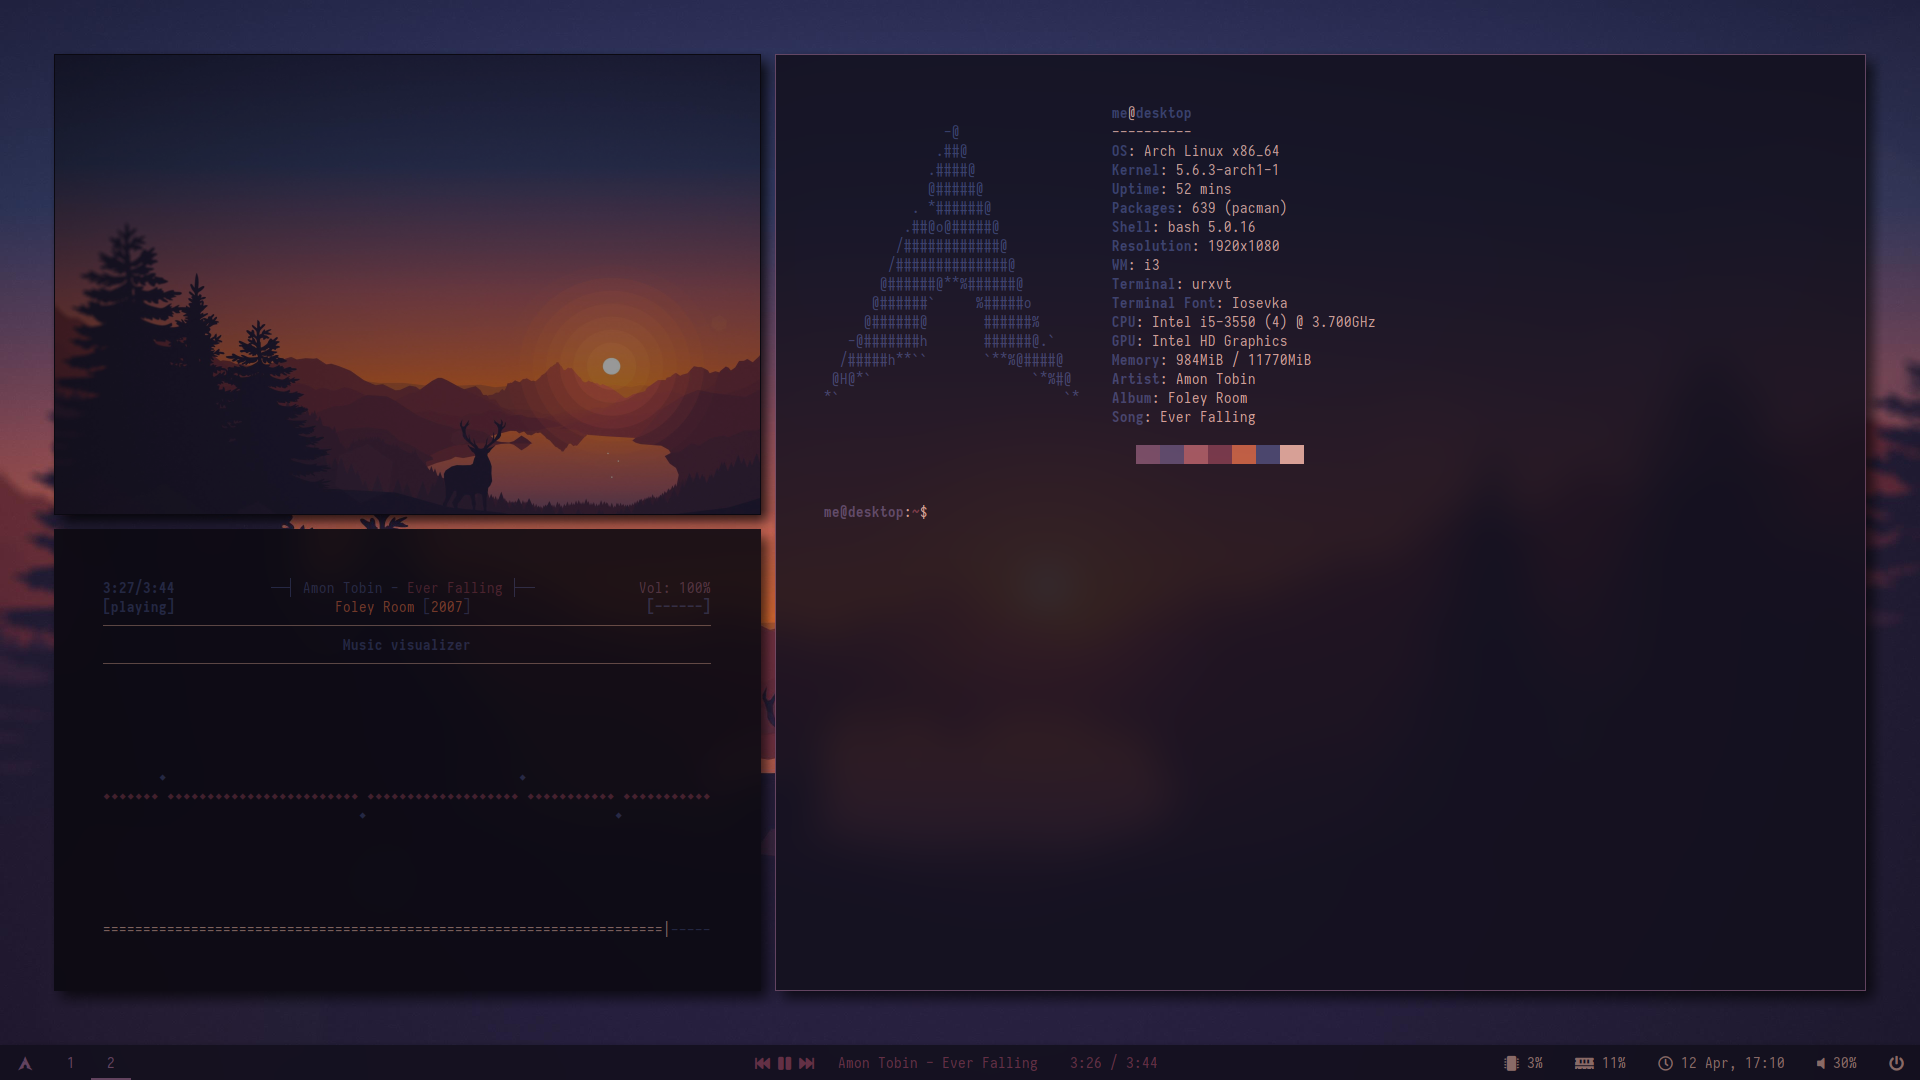 me@desktop
----------
OS: Arch Linux x86_64
Kernel: 5.6.3-arch1-1
Uptime: 52 mins
Packages: 639 (pacman)
Shell: bash 5.0.16
Resolution: 1920x1080
WM: i3
Terminal: urxvt
Terminal Font: Iosevka
CPU: Intel i5-3550 (4) @ 3.700GHz
GPU: Intel HD Graphics
Memory: 984MiB / 11770MiB
Artist: Amon Tobin
Album: Foley Room
Song: Ever Falling
me@desktop:~$
3:27/3:44 ──┤ Amon Tobin - Ever Falling ├── Vol: 100%
[playing] Foley Room [2007] [------]
Music visualizer
1 2 Amon Tobin - Ever Falling 3:26 / 3:44 3% 11% 12 Apr, 17:10 30%